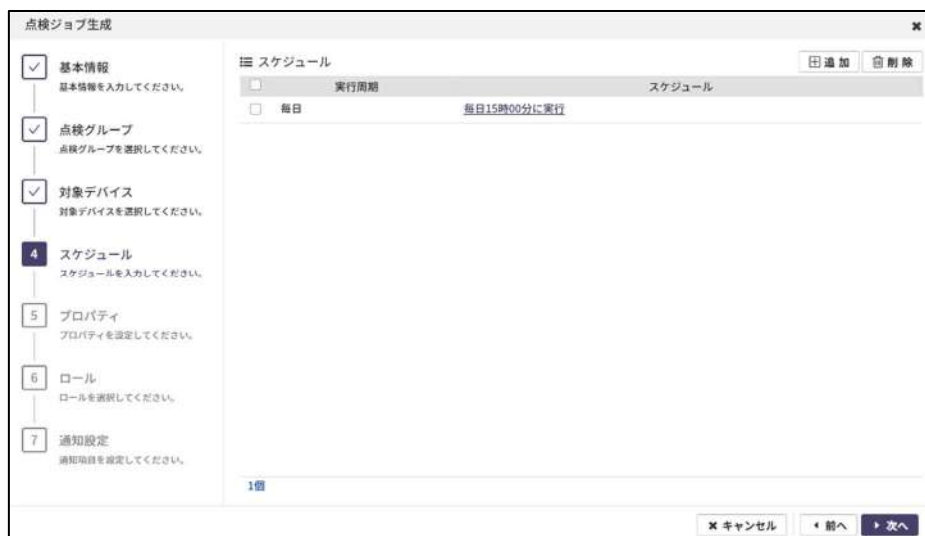 点検ジョブ生成
基本情報
基本情報を入力してください。
点検グループ
点検グループを選択してください。
対象デバイス
対象デバイスを選択してください。
4 スケジュール
スケジュールを入力してください。
5 プロパティ
プロパティを設定してください。
6 ロール
ロールを選択してください。
7 通知設定
通知項目を設定してください。
スケジュール
追加 削除
実行周期 スケジュール
毎日 毎日15時00分に実行
1個
キャンセル 前へ 次へ